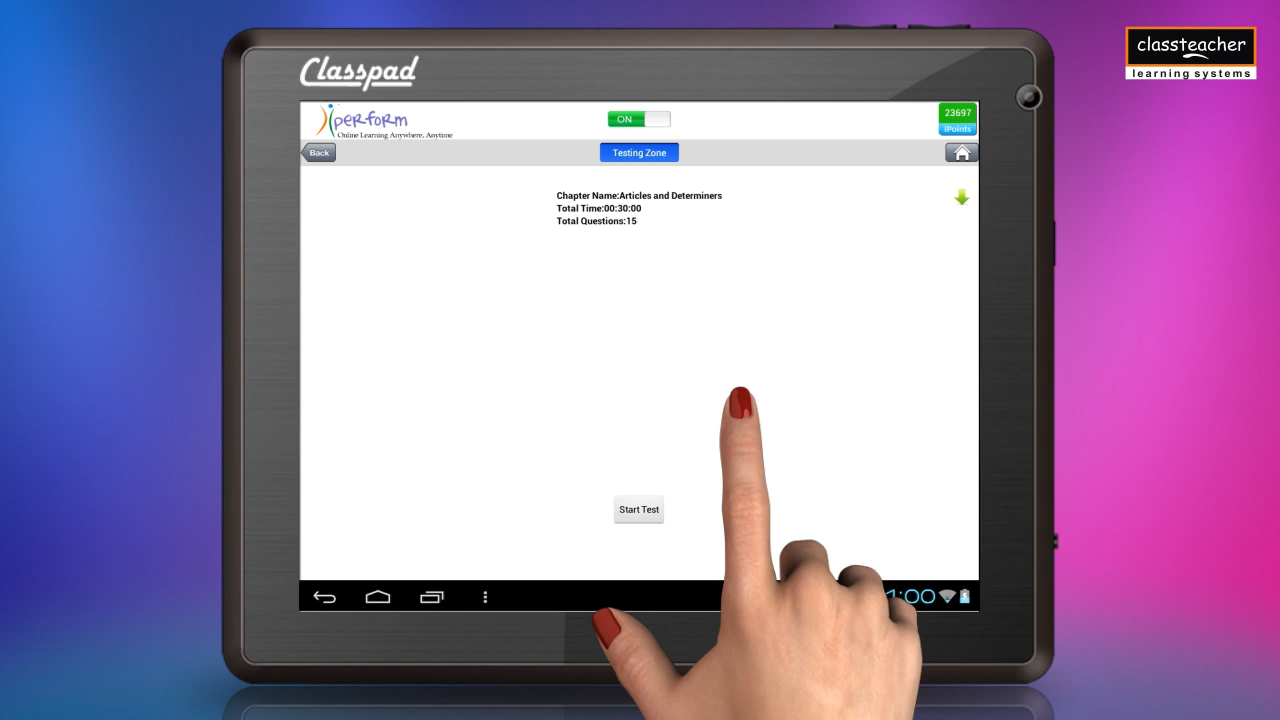 classteacher
learning systems
Classpad
perform
Online Learning Anywhere, Anytime
ON
23697
iPoints
Back
Testing Zone
Chapter Name:Articles and Determiners
Total Time:00:30:00
Total Questions:15
Start Test
:00